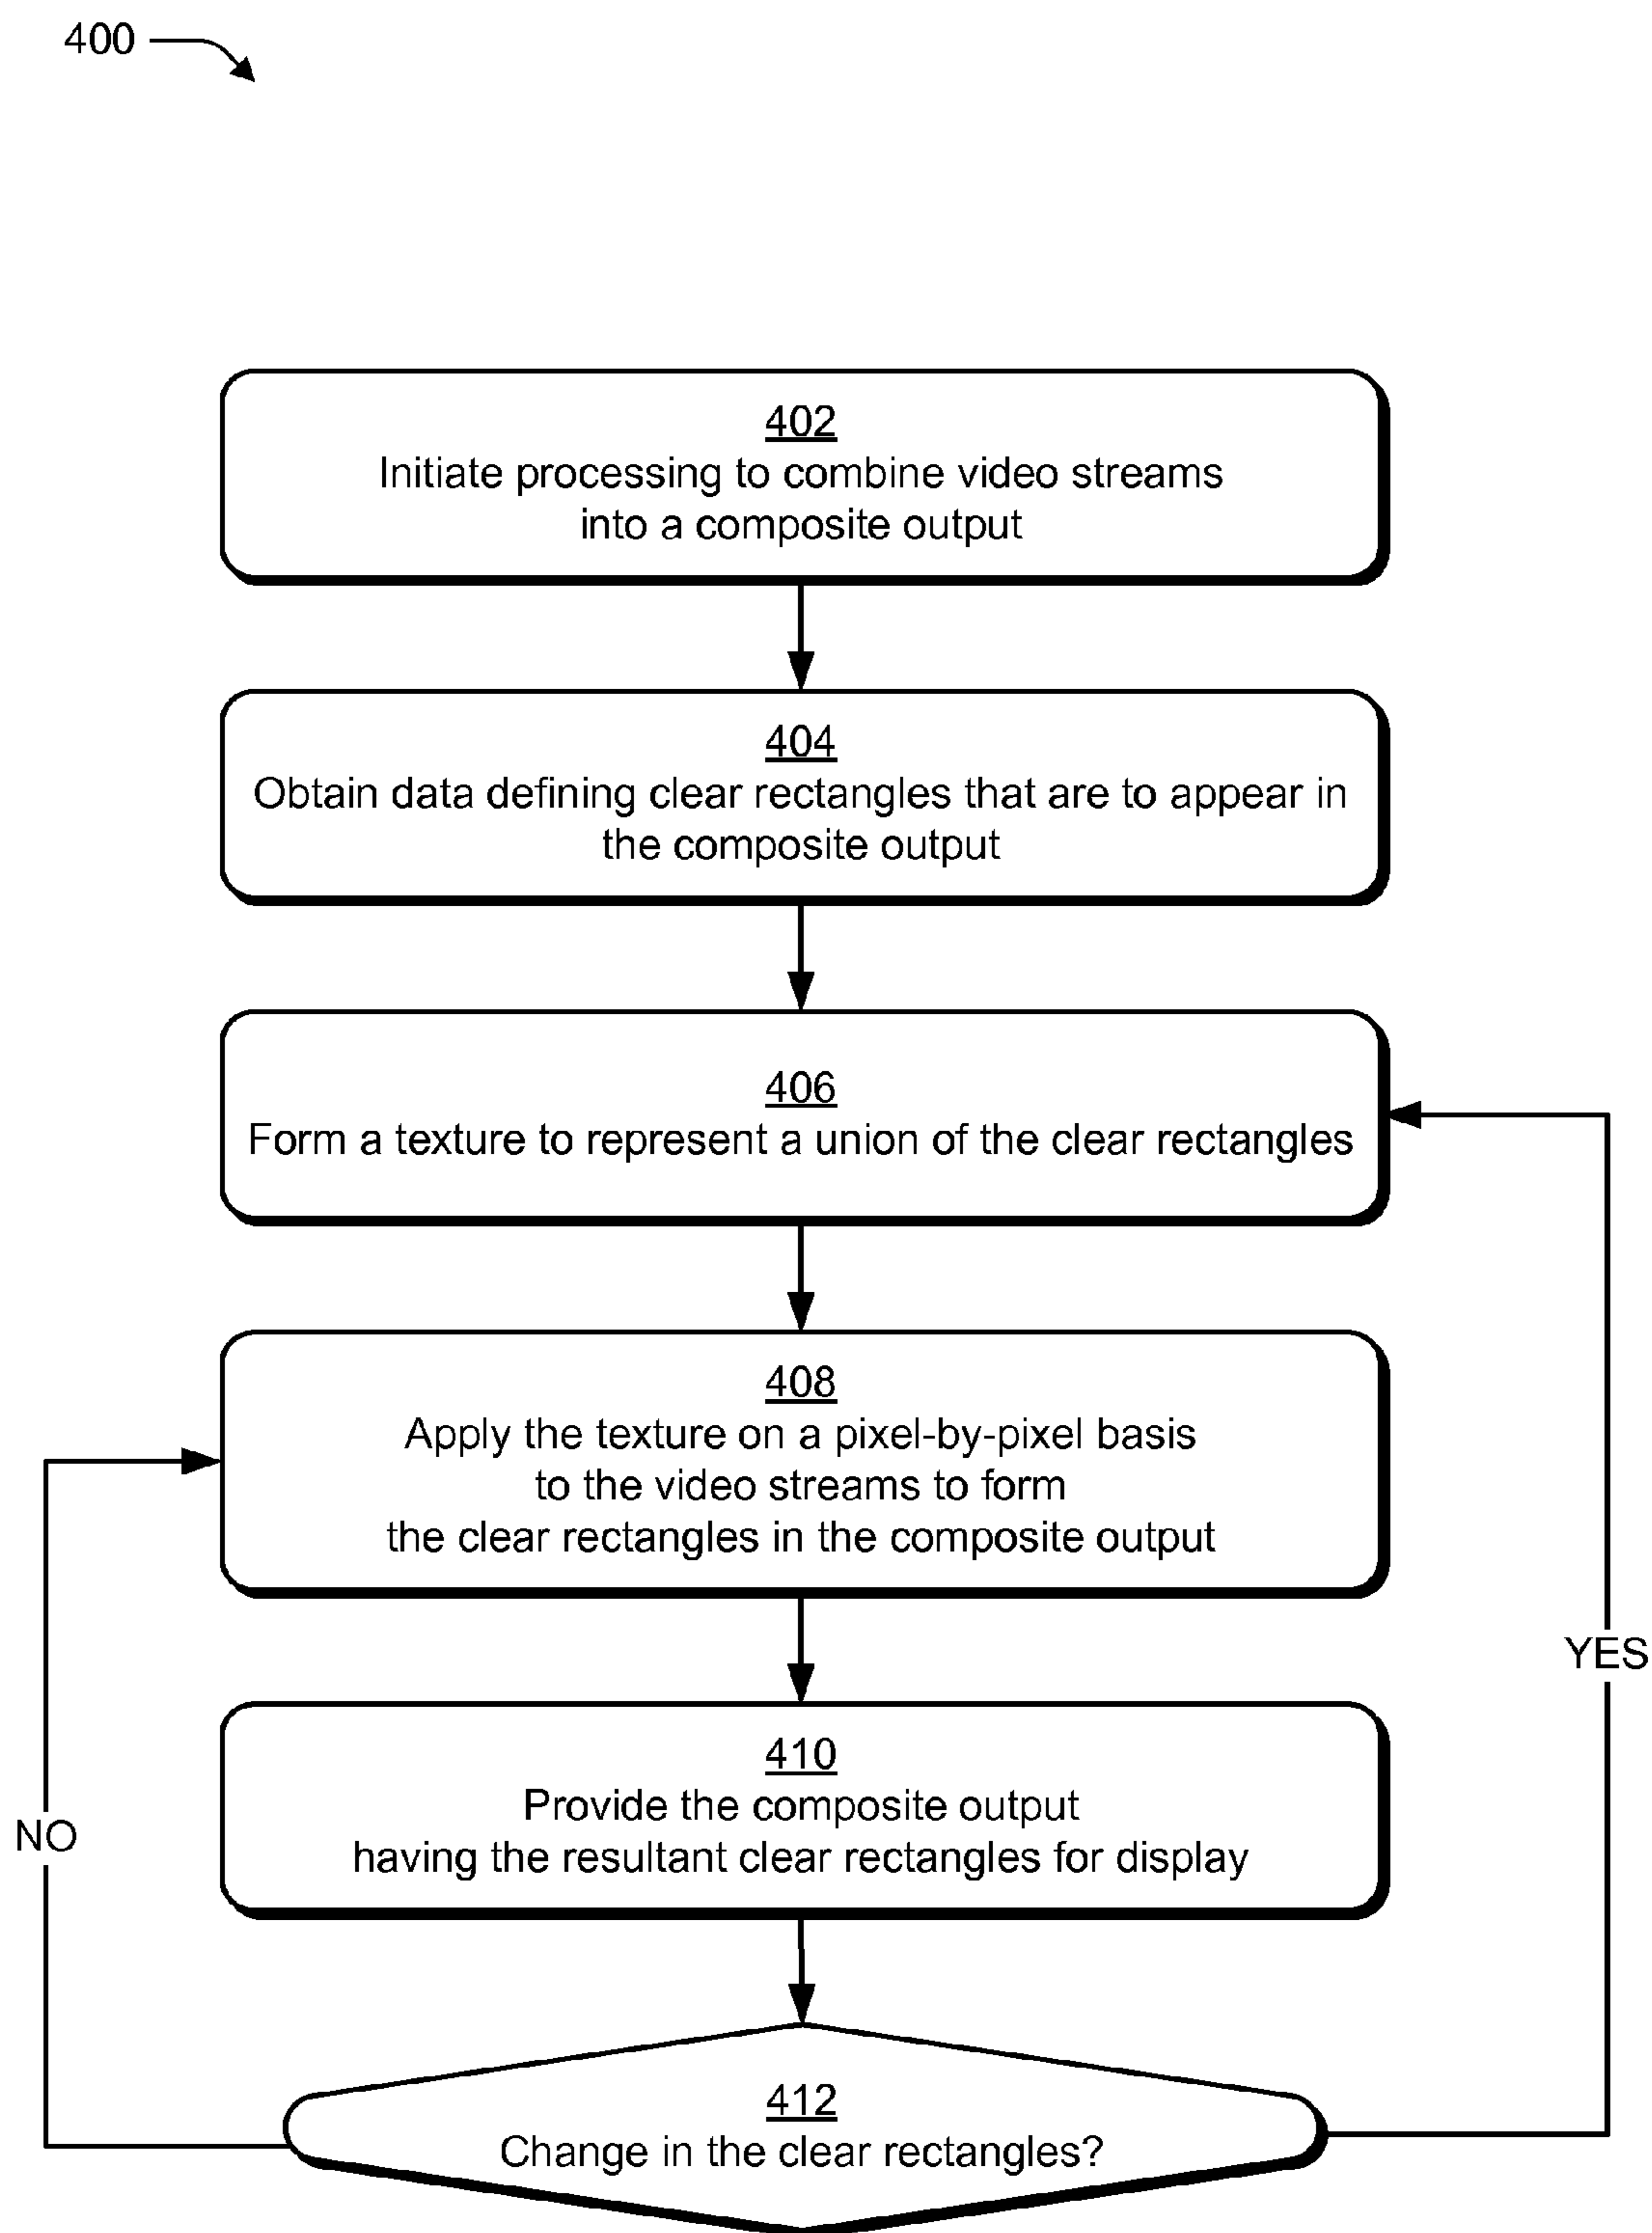 400
402
Initiate processing to combine video streams
into a composite output
404
Obtain data defining clear rectangles that are to appear in
the composite output
406
Form a texture to represent a union of the clear rectangles
408
Apply the texture on a pixel-by-pixel basis
to the video streams to form
the clear rectangles in the composite output
YES
410
Provide the composite output
having the resultant clear rectangles for display
NO
412
Change in the clear rectangles?